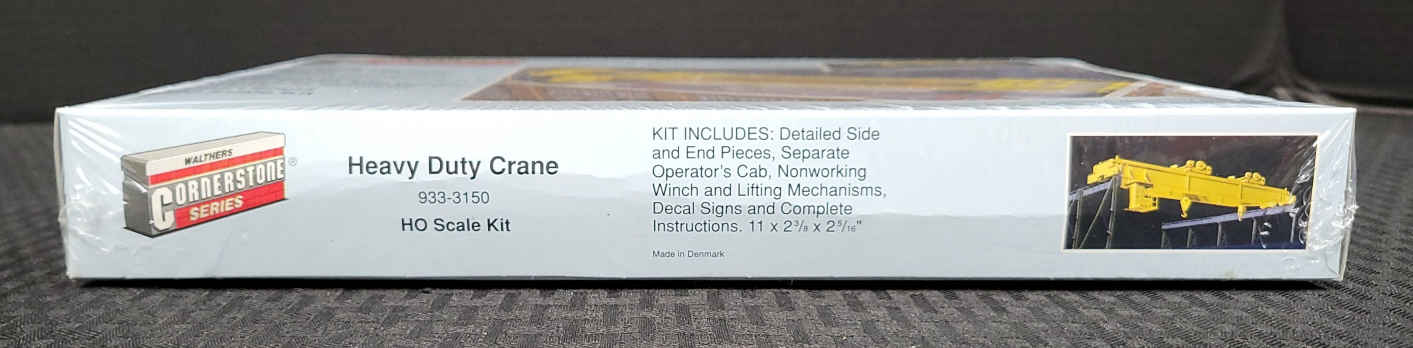 WALTHERS
CORNERSTONE®
SERIES
Heavy Duty Crane
933-3150
HO Scale Kit
KIT INCLUDES: Detailed Side
and End Pieces, Separate
Operator's Cab, Nonworking
Winch and Lifting Mechanisms,
Decal Signs and Complete
Instructions. 11 x 2³/₈ x 2⁵/₁₆"
Made in Denmark